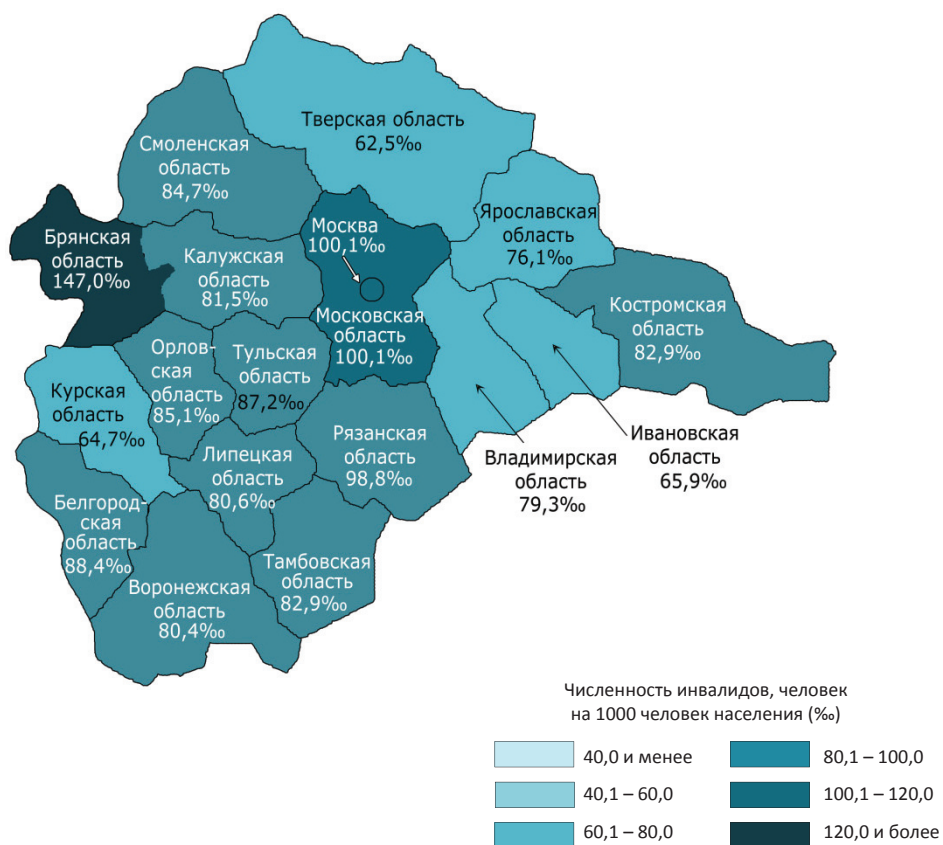 Тверская область
62,5‰
Смоленская
область
84,7‰
Ярославская
область
76,1‰
Москва
100,1‰
Брянская
область
147,0‰
Калужская
область
81,5‰
Костромская
область
82,9‰
Московская
область
100,1‰
Орлов-
ская
область
85,1‰
Тульская
область
87,2‰
Курская
область
64,7‰
Рязанская
область
98,8‰
Ивановская
область
65,9‰
Владимирская
область
79,3‰
Липецкая
область
80,6‰
Белгород-
ская
область
88,4‰
Тамбовская
область
82,9‰
Воронежская
область
80,4‰
Численность инвалидов, человек
на 1000 человек населения (‰)
40,0 и менее
40,1 – 60,0
60,1 – 80,0
80,1 – 100,0
100,1 – 120,0
120,0 и более